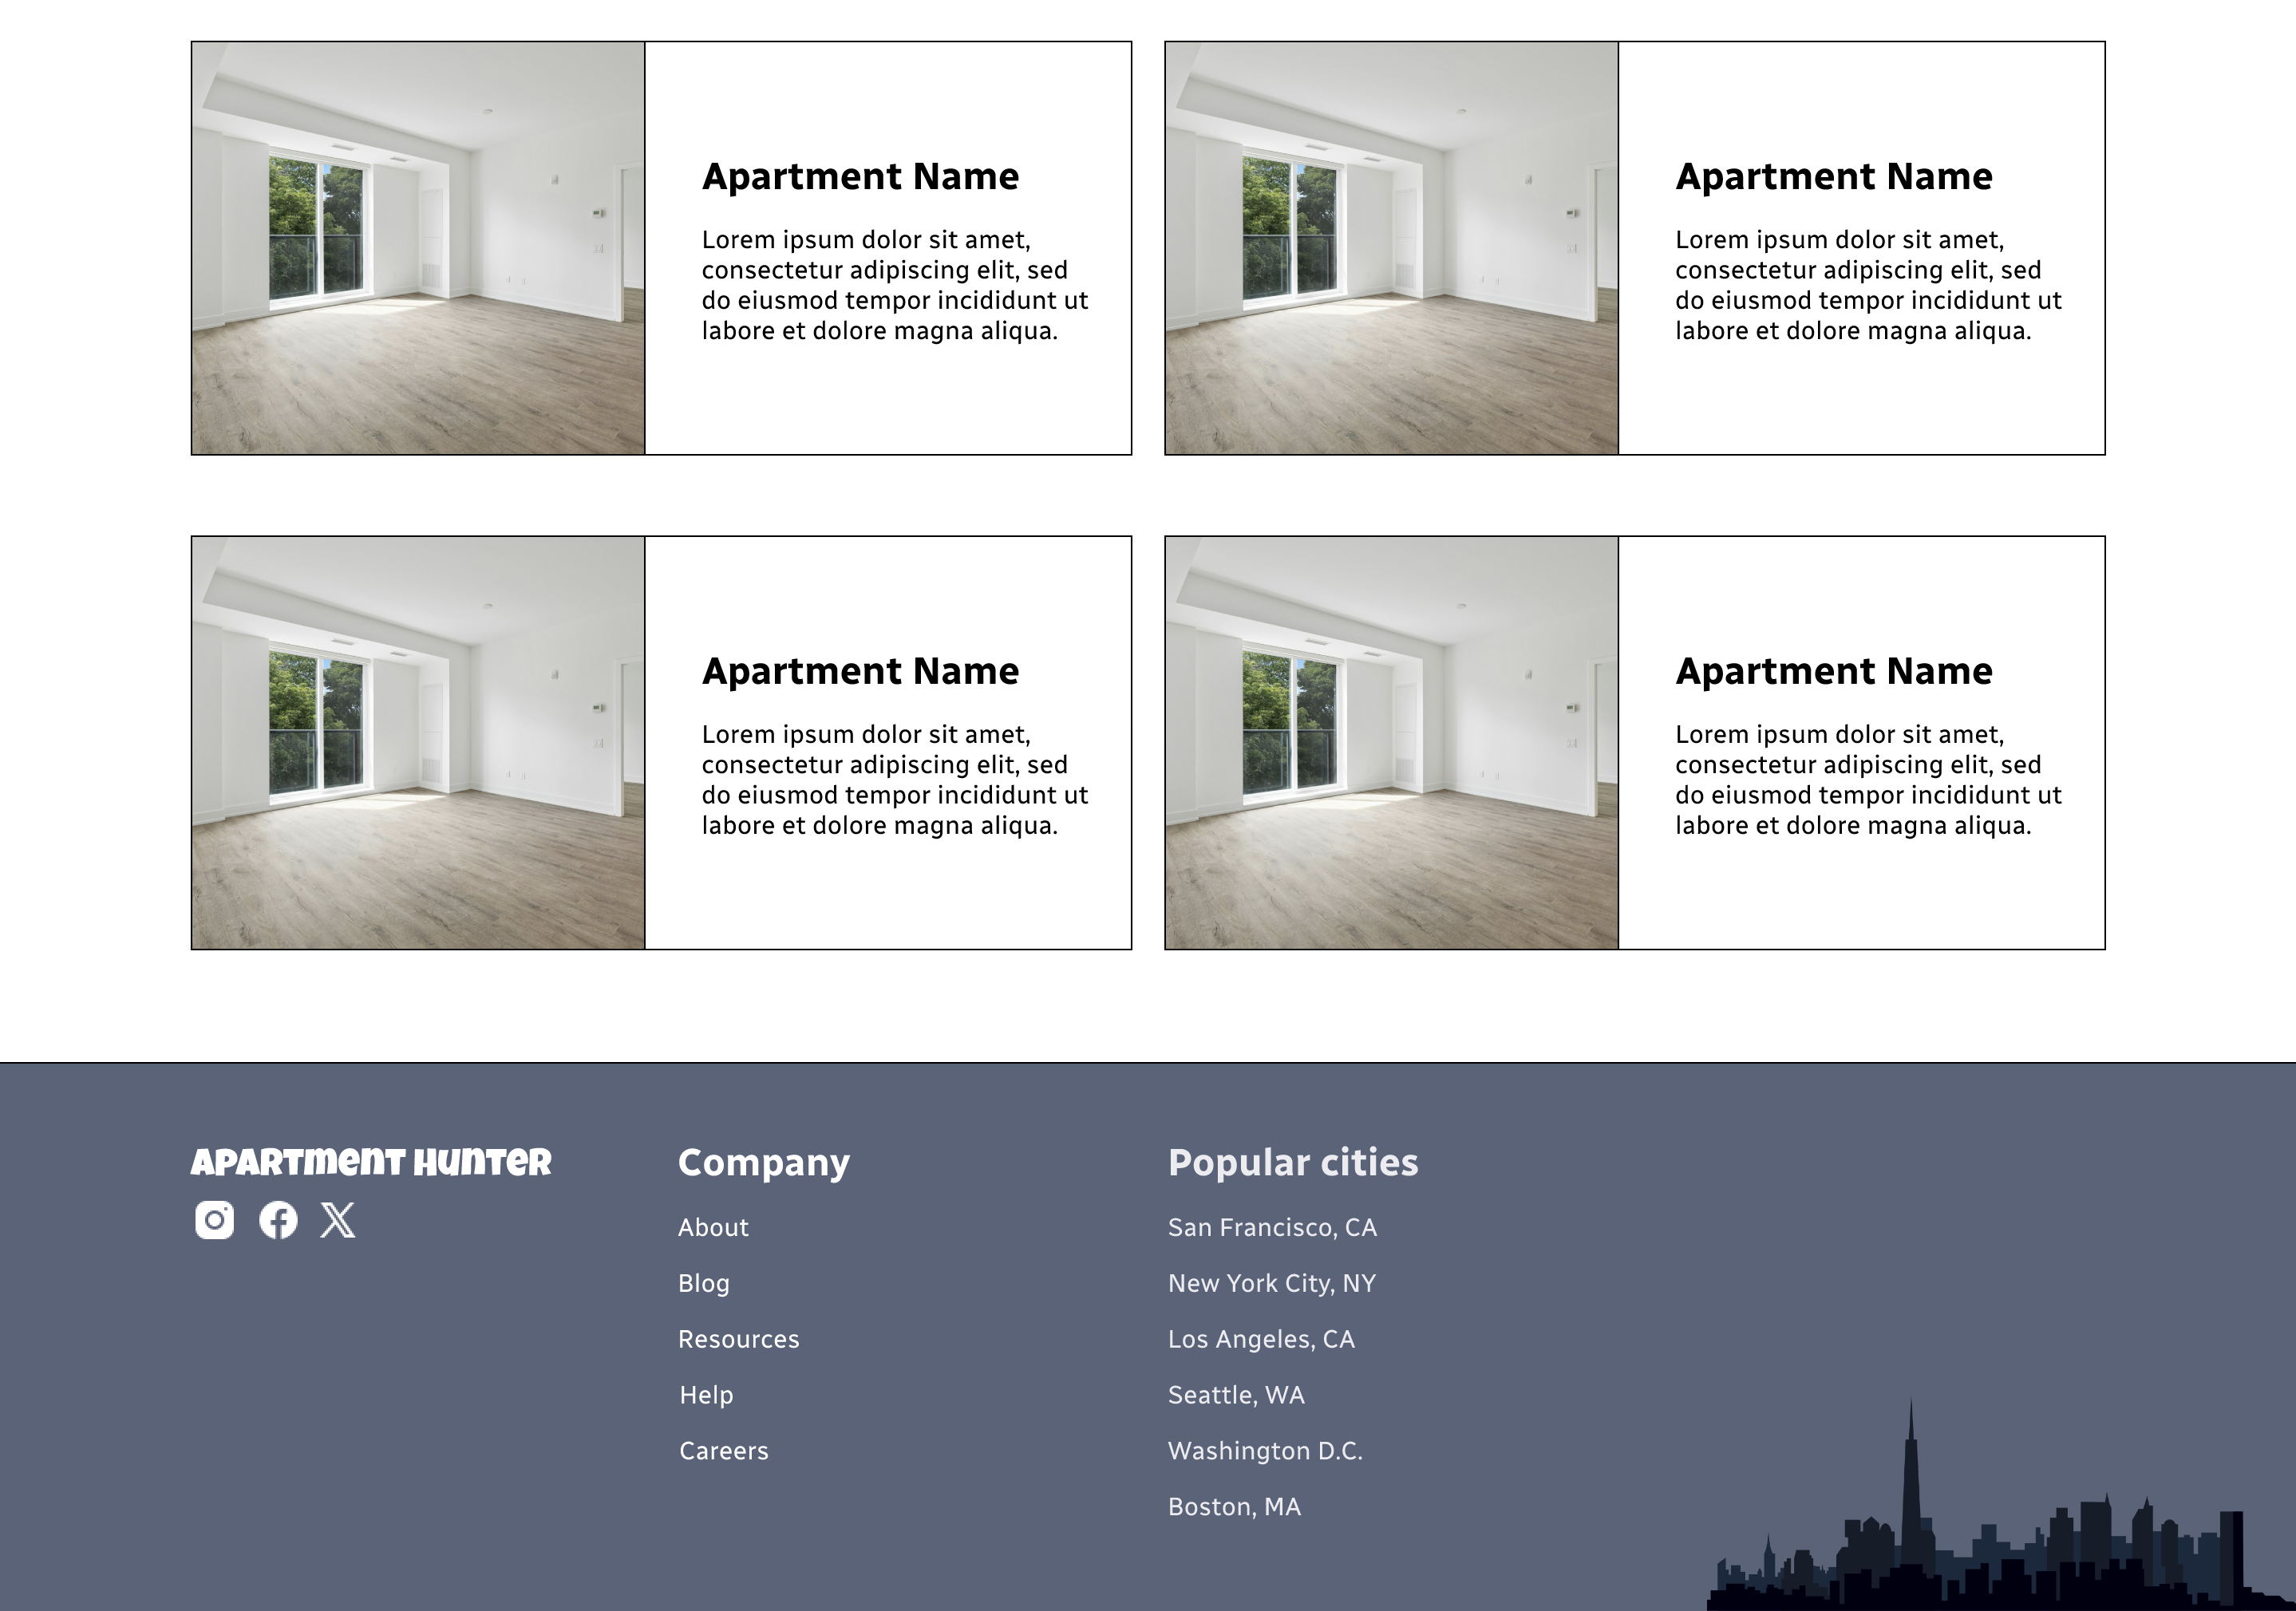 Apartment Name
Lorem ipsum dolor sit amet,
consectetur adipiscing elit, sed
do eiusmod tempor incididunt ut
labore et dolore magna aliqua.
Apartment Name
Lorem ipsum dolor sit amet,
consectetur adipiscing elit, sed
do eiusmod tempor incididunt ut
labore et dolore magna aliqua.
Apartment Name
Lorem ipsum dolor sit amet,
consectetur adipiscing elit, sed
do eiusmod tempor incididunt ut
labore et dolore magna aliqua.
Apartment Name
Lorem ipsum dolor sit amet,
consectetur adipiscing elit, sed
do eiusmod tempor incididunt ut
labore et dolore magna aliqua.
APARTMENT HUNTER
Company
About
Blog
Resources
Help
Careers
Popular cities
San Francisco, CA
New York City, NY
Los Angeles, CA
Seattle, WA
Washington D.C.
Boston, MA